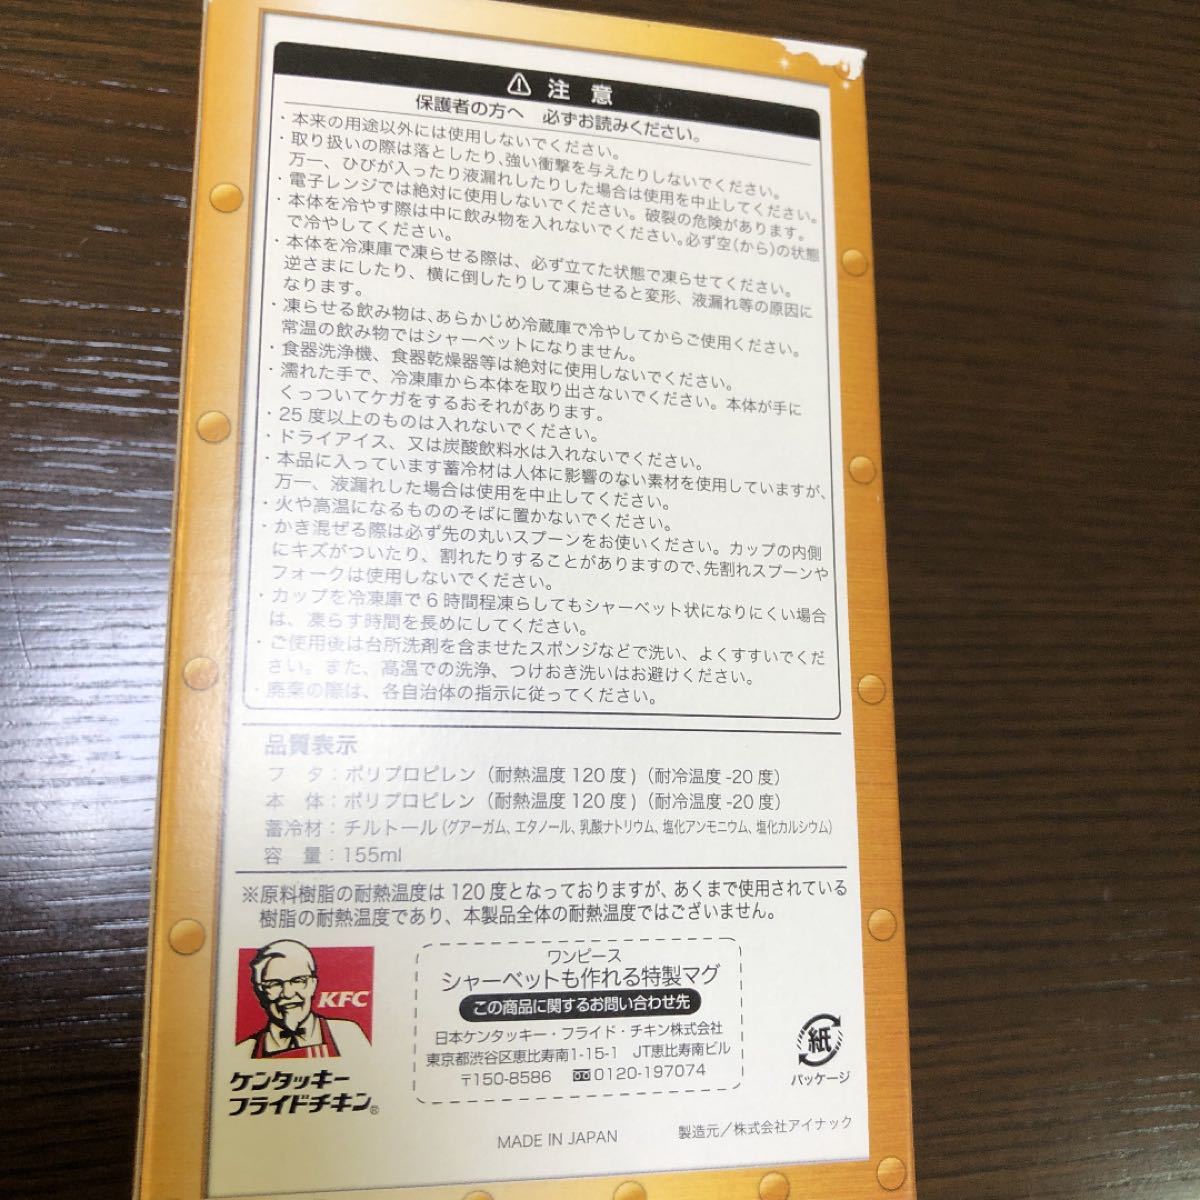 ⚠ 注 意
保護者の方へ 必ずお読みください。
・本来の用途以外には使用しないでください。
・取り扱いの際は落としたり、強い衝撃を与えたりしないでください。
万一、ひびが入ったり液漏れしたりした場合は使用を中止してください。
・電子レンジでは絶対に使用しないでください。破裂の危険があります。
・本体を冷やす際は中に飲み物を入れないでください。必ず空(から)の状態
で冷やしてください。
・本体を冷凍庫で凍らせる際は、必ず立てた状態で凍らせてください。
逆さまにしたり、横に倒したりして凍らせると変形、液漏れ等の原因に
なります。
・凍らせる飲み物は、あらかじめ冷蔵庫で冷やしてからご使用ください。
常温の飲み物ではシャーベットになりません。
・食器洗浄機、食器乾燥器等は絶対に使用しないでください。
・濡れた手で、冷凍庫から本体を取り出さないでください。本体が手に
くっついてケガをするおそれがあります。
・25度以上のものは入れないでください。
・ドライアイス、又は炭酸飲料水は入れないでください。
・本品に入っています蓄冷材は人体に影響のない素材を使用していますが、
万一、液漏れした場合は使用を中止してください。
・火や高温になるもののそばに置かないでください。
・かき混ぜる際は必ず先の丸いスプーンをお使いください。カップの内側
にキズがついたり、割れたりすることがありますので、先割れスプーンや
フォークは使用しないでください。
・カップを冷凍庫で6時間程凍らしてもシャーベット状になりにくい場合
は、凍らす時間を長めにしてください。
・ご使用後は台所洗剤を含ませたスポンジなどで洗い、よくすすいでくだ
さい。また、高温での洗浄、つけおき洗いはお避けください。
・廃棄の際は、各自治体の指示に従ってください。
品質表示
フ タ：ポリプロピレン（耐熱温度120度）（耐冷温度-20度）
本 体：ポリプロピレン（耐熱温度120度）（耐冷温度-20度）
蓄冷材：チルトール（グアーガム、エタノール、乳酸ナトリウム、塩化アンモニウム、塩化カルシウム）
容 量：155ml
※原料樹脂の耐熱温度は120度となっておりますが、あくまで使用されている
樹脂の耐熱温度であり、本製品全体の耐熱温度ではございません。
KFC
ケンタッキー
フライドチキン®
ワンピース
シャーベットも作れる特製マグ
この商品に関するお問い合わせ先
日本ケンタッキー・フライド・チキン株式会社
東京都渋谷区恵比寿南1-15-1 JT恵比寿南ビル
〒150-8586 0120-197074
紙
パッケージ
MADE IN JAPAN
製造元／株式会社アイナック